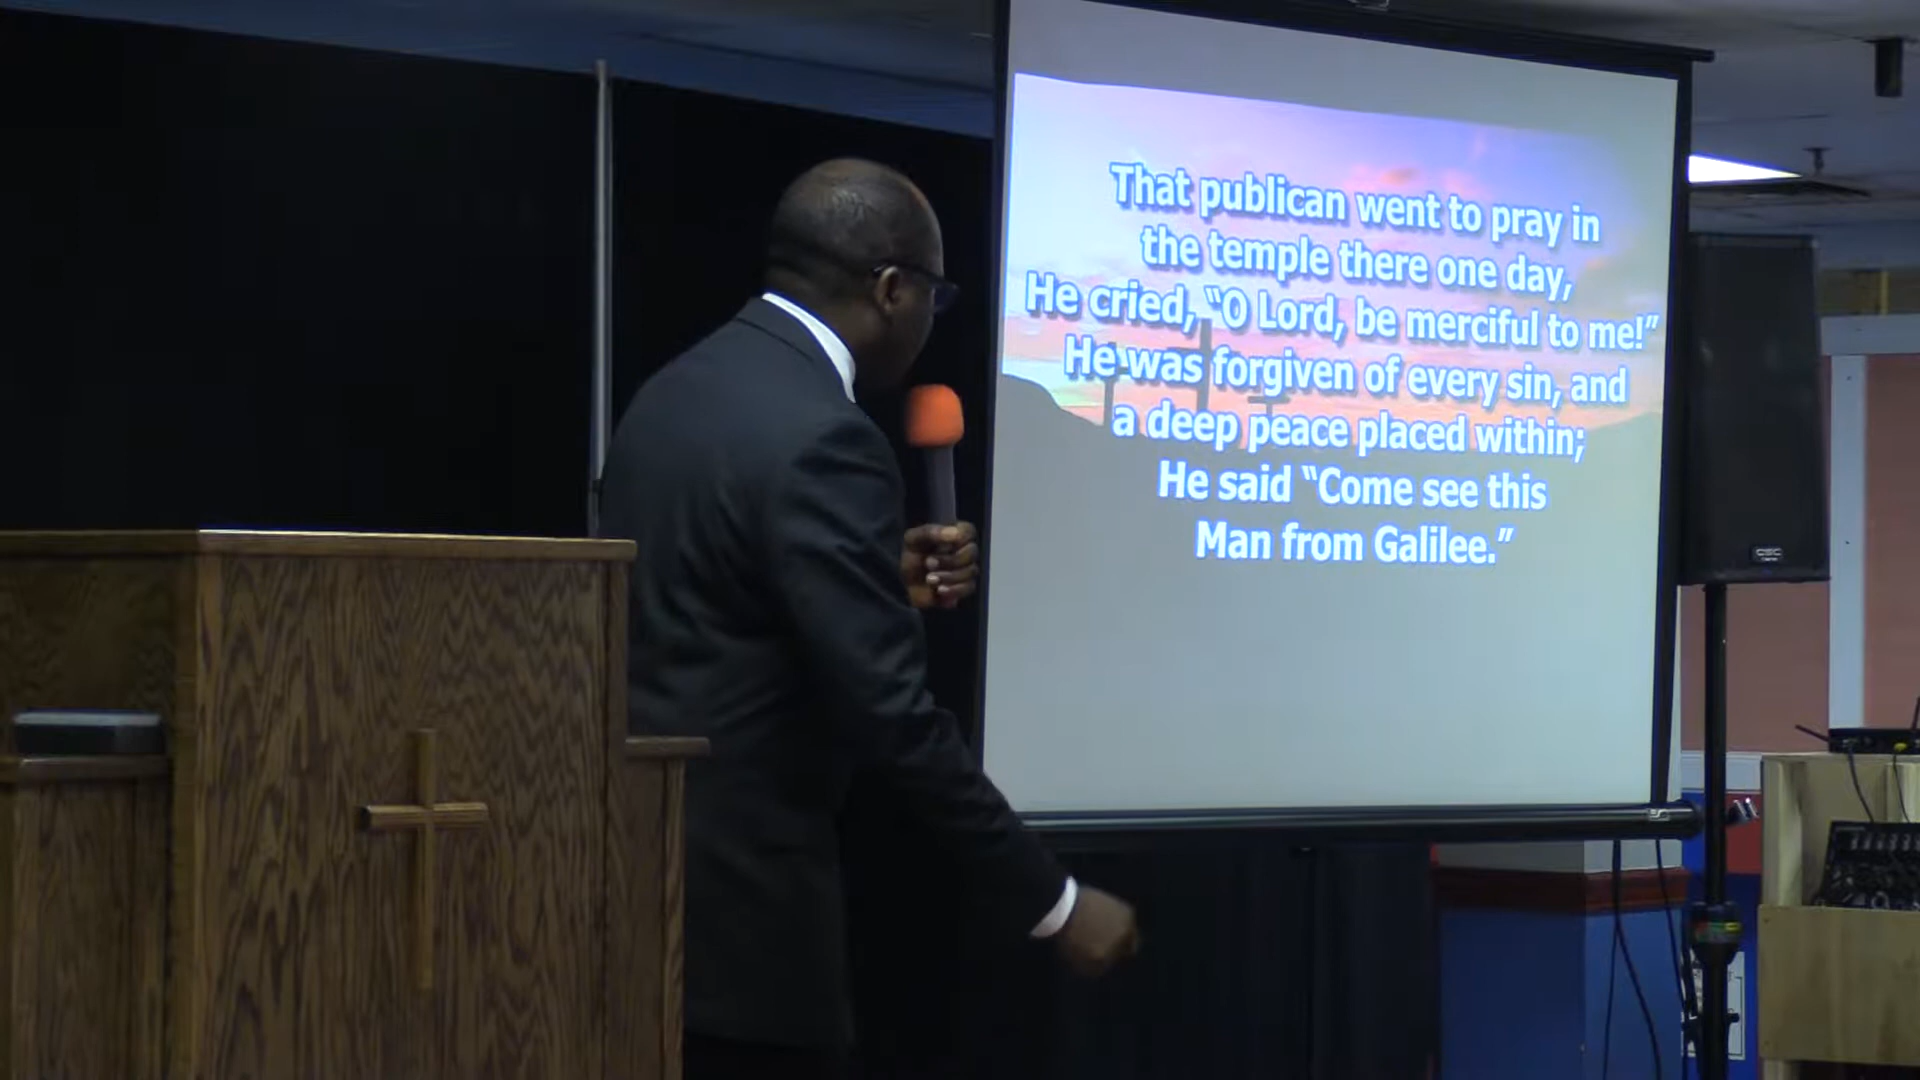 That publican went to pray in
the temple there one day,
He cried, “O Lord, be merciful to me!”
He was forgiven of every sin, and
a deep peace placed within;
He said “Come see this
Man from Galilee.”